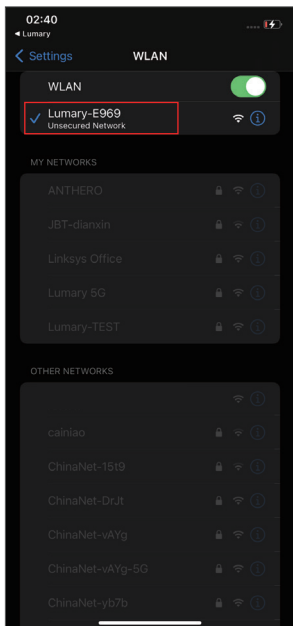 02:40
◀ Lumary
Settings
WLAN
WLAN
Lumary-E969
Unsecured Network
MY NETWORKS
ANTHERO
JBT-dianxin
Linksys Office
Lumary 5G
Lumary-TEST
OTHER NETWORKS
cainiao
ChinaNet-15t9
ChinaNet-DrJt
ChinaNet-vAYg
ChinaNet-vAYg-5G
ChinaNet-yb7b